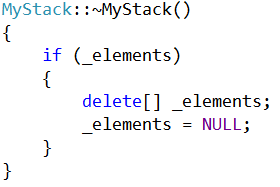 MyStack::~MyStack()
{
    if (_elements)
    {
        delete[] _elements;
        _elements = NULL;
    }
}